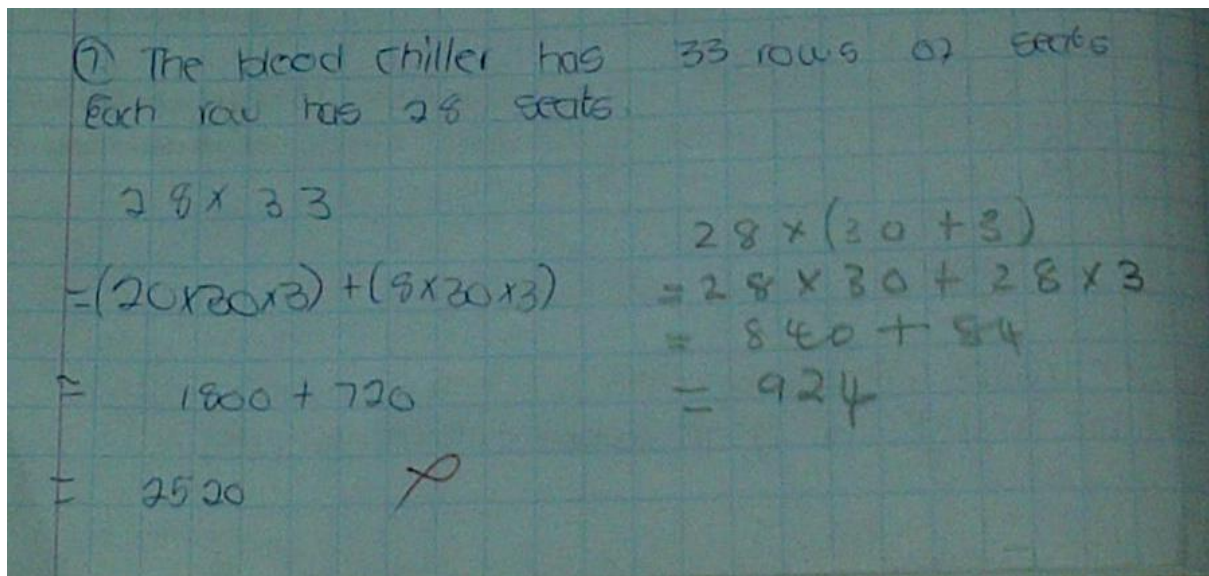 ⑦ The blood chiller has 33 rows of seats
Each row has 28 seats.
28 x 33
=(20x30x3) + (8x30x3)
= 1800 + 720
= 2520
28 x (30 + 3)
= 28 x 30 + 28 x 3
= 840 + 84
= 924